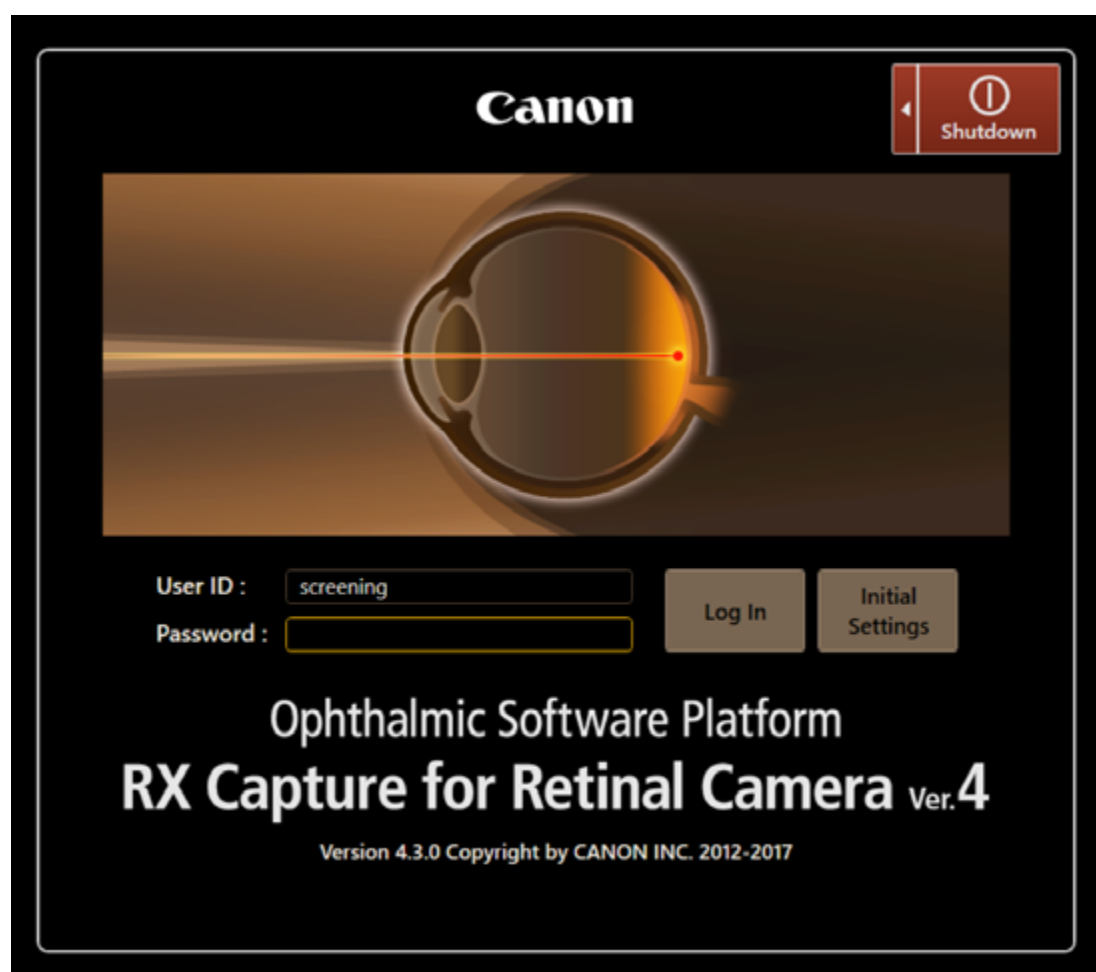 Canon
Shutdown
User ID :
screening
Password :
Log In
Initial
Settings
Ophthalmic Software Platform
RX Capture for Retinal Camera Ver.4
Version 4.3.0 Copyright by CANON INC. 2012-2017